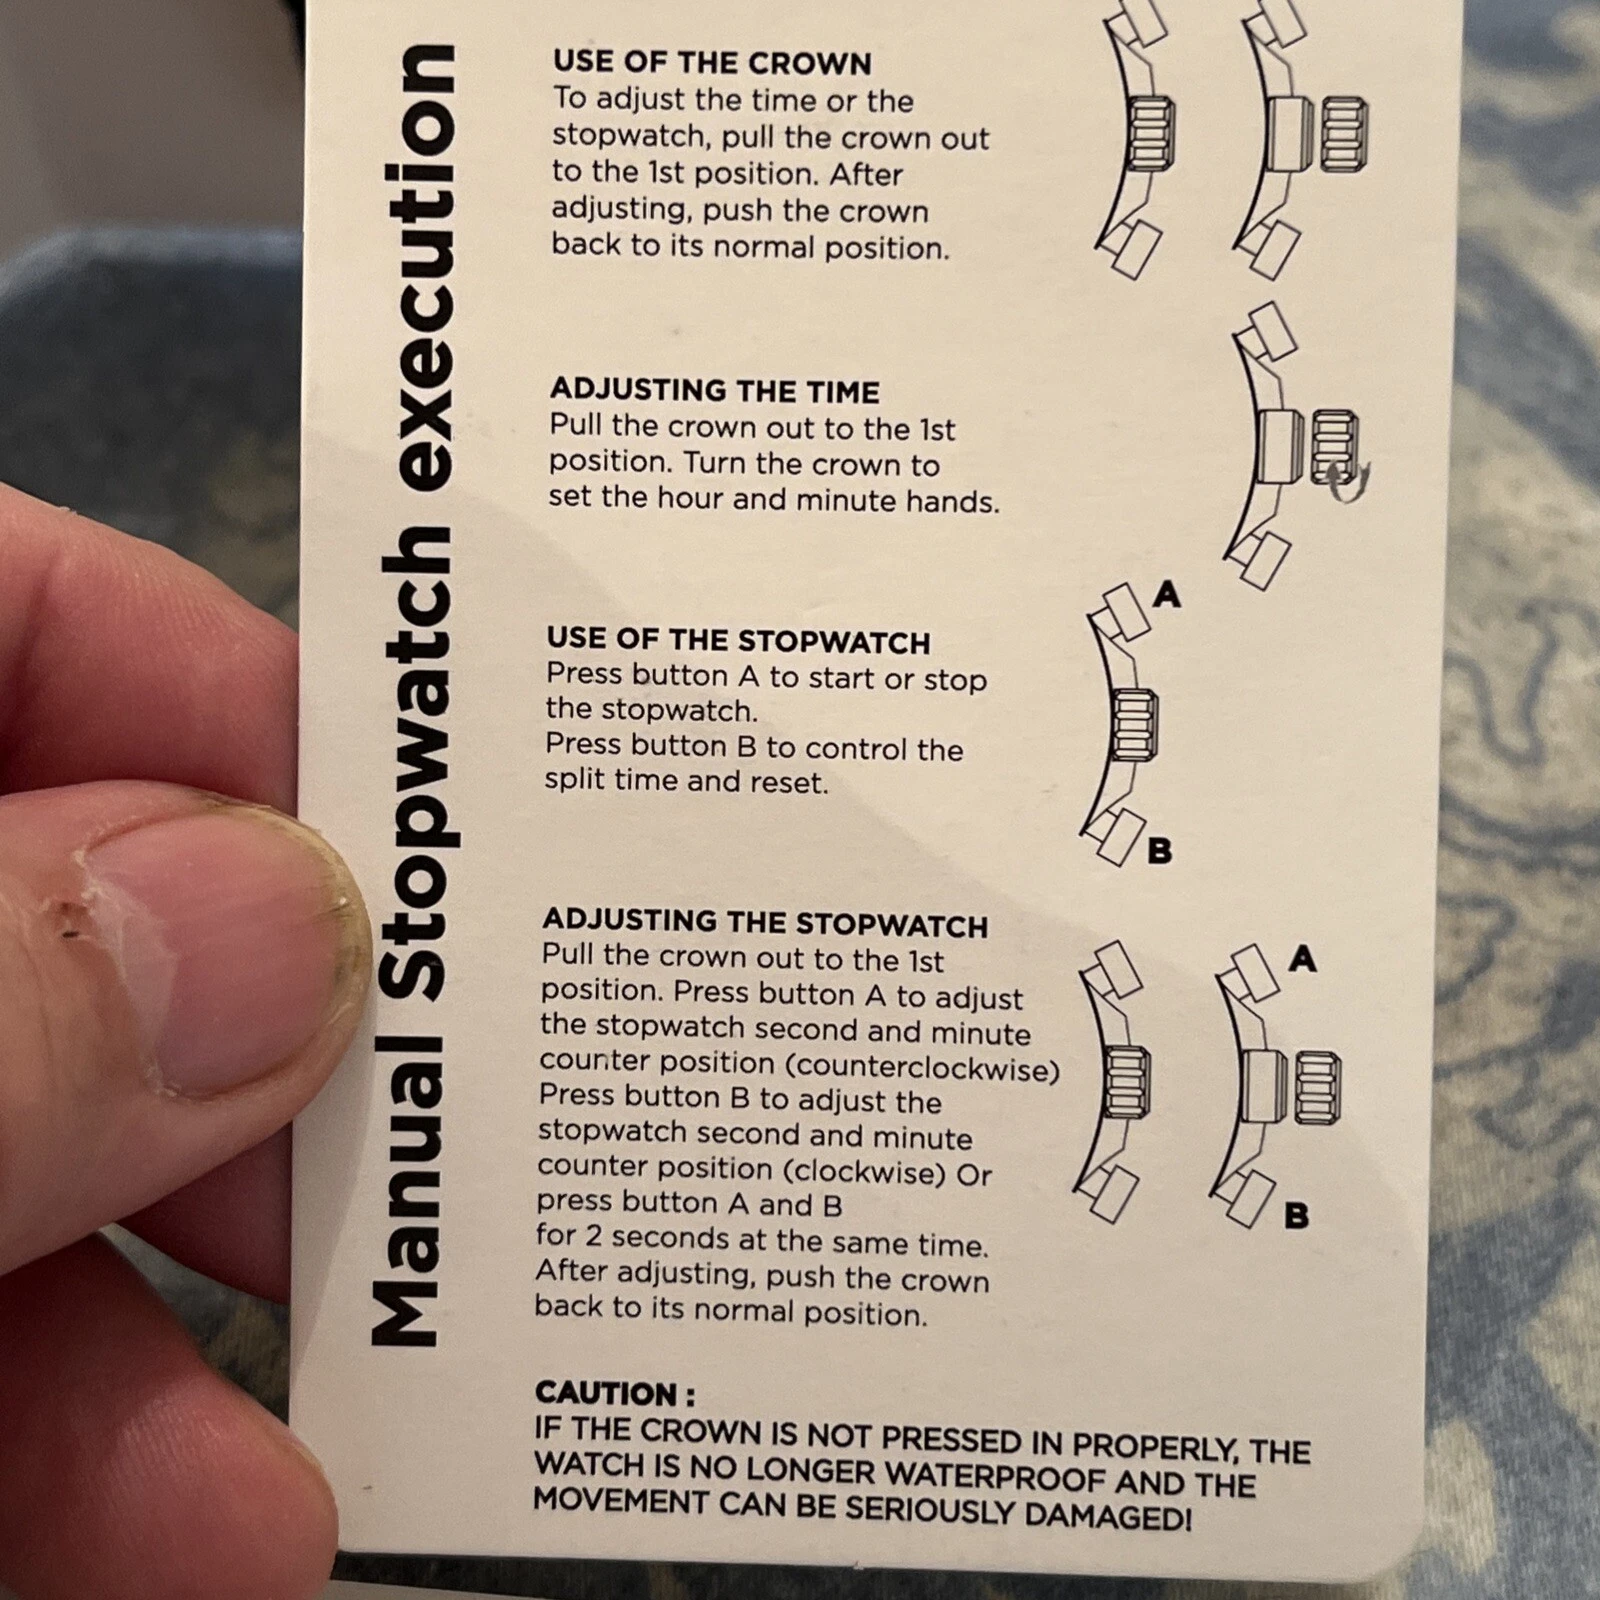 Manual Stopwatch execution
USE OF THE CROWN
To adjust the time or the
stopwatch, pull the crown out
to the 1st position. After
adjusting, push the crown
back to its normal position.
ADJUSTING THE TIME
Pull the crown out to the 1st
position. Turn the crown to
set the hour and minute hands.
A
USE OF THE STOPWATCH
Press button A to start or stop
the stopwatch.
Press button B to control the
split time and reset.
B
ADJUSTING THE STOPWATCH
Pull the crown out to the 1st
position. Press button A to adjust
the stopwatch second and minute
counter position (counterclockwise)
Press button B to adjust the
stopwatch second and minute
counter position (clockwise) Or
press button A and B
for 2 seconds at the same time.
After adjusting, push the crown
back to its normal position.
A
B
CAUTION :
IF THE CROWN IS NOT PRESSED IN PROPERLY, THE
WATCH IS NO LONGER WATERPROOF AND THE
MOVEMENT CAN BE SERIOUSLY DAMAGED!